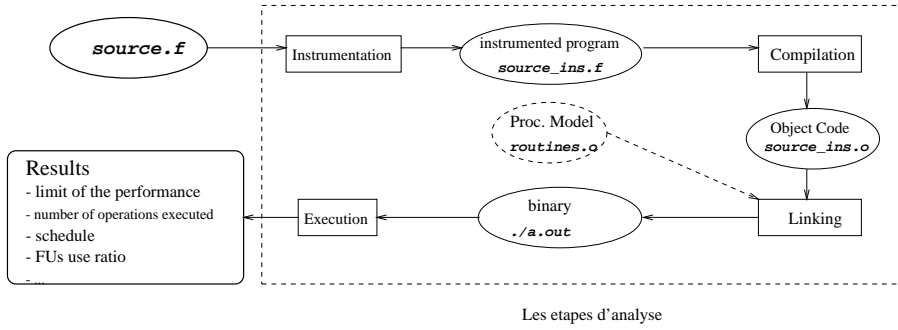 source.f
Instrumentation
instrumented program
source_ins.f
Compilation
Proc. Model
routines.o
Object Code
source_ins.o
Results
- limit of the performance
- number of operations executed
- schedule
- FUs use ratio
- ...
Execution
binary
./a.out
Linking
Les etapes d'analyse